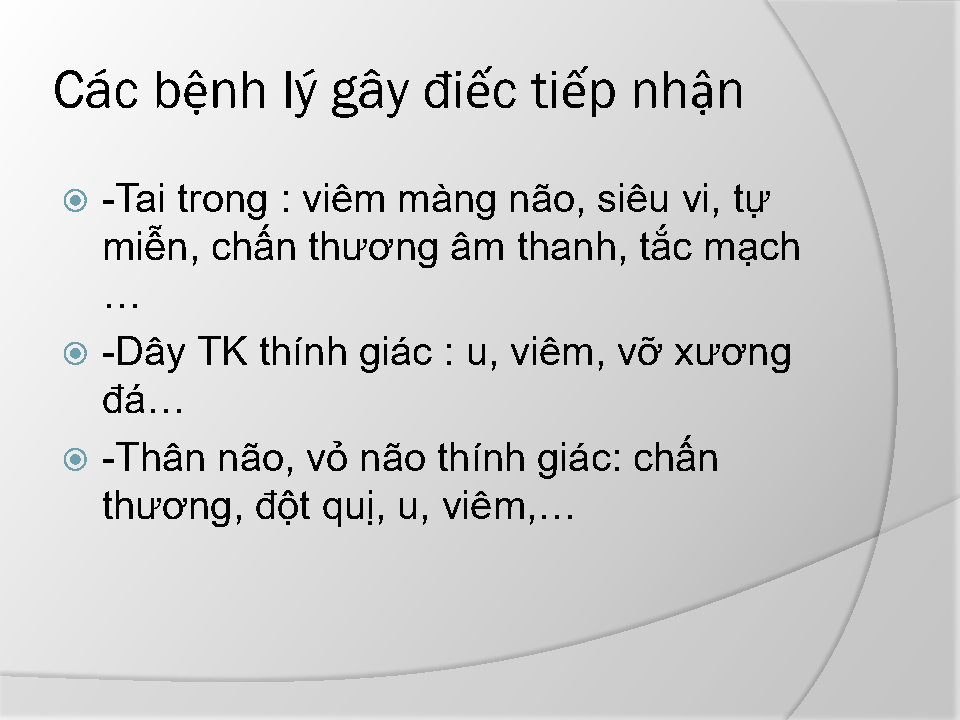 Các bệnh lý gây điếc tiếp nhận
-Tai trong : viêm màng não, siêu vi, tự
miễn, chấn thương âm thanh, tắc mạch
…
-Dây TK thính giác : u, viêm, vỡ xương
đá…
-Thân não, vỏ não thính giác: chấn
thương, đột quị, u, viêm,…